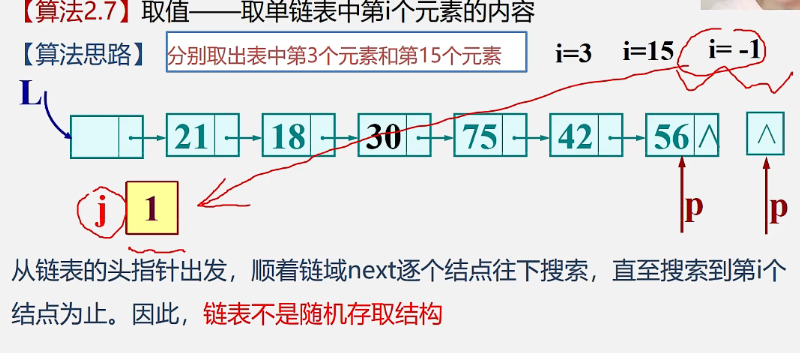 【算法2.7】取值——取单链表中第i个元素的内容
【算法思路】 分别取出表中第3个元素和第15个元素 i=3 i=15 i= -1
L
21 18 30 75 42 56 ∧ ∧
j 1 p p
从链表的头指针出发，顺着链域next逐个结点往下搜索，直至搜索到第i个
结点为止。因此，链表不是随机存取结构